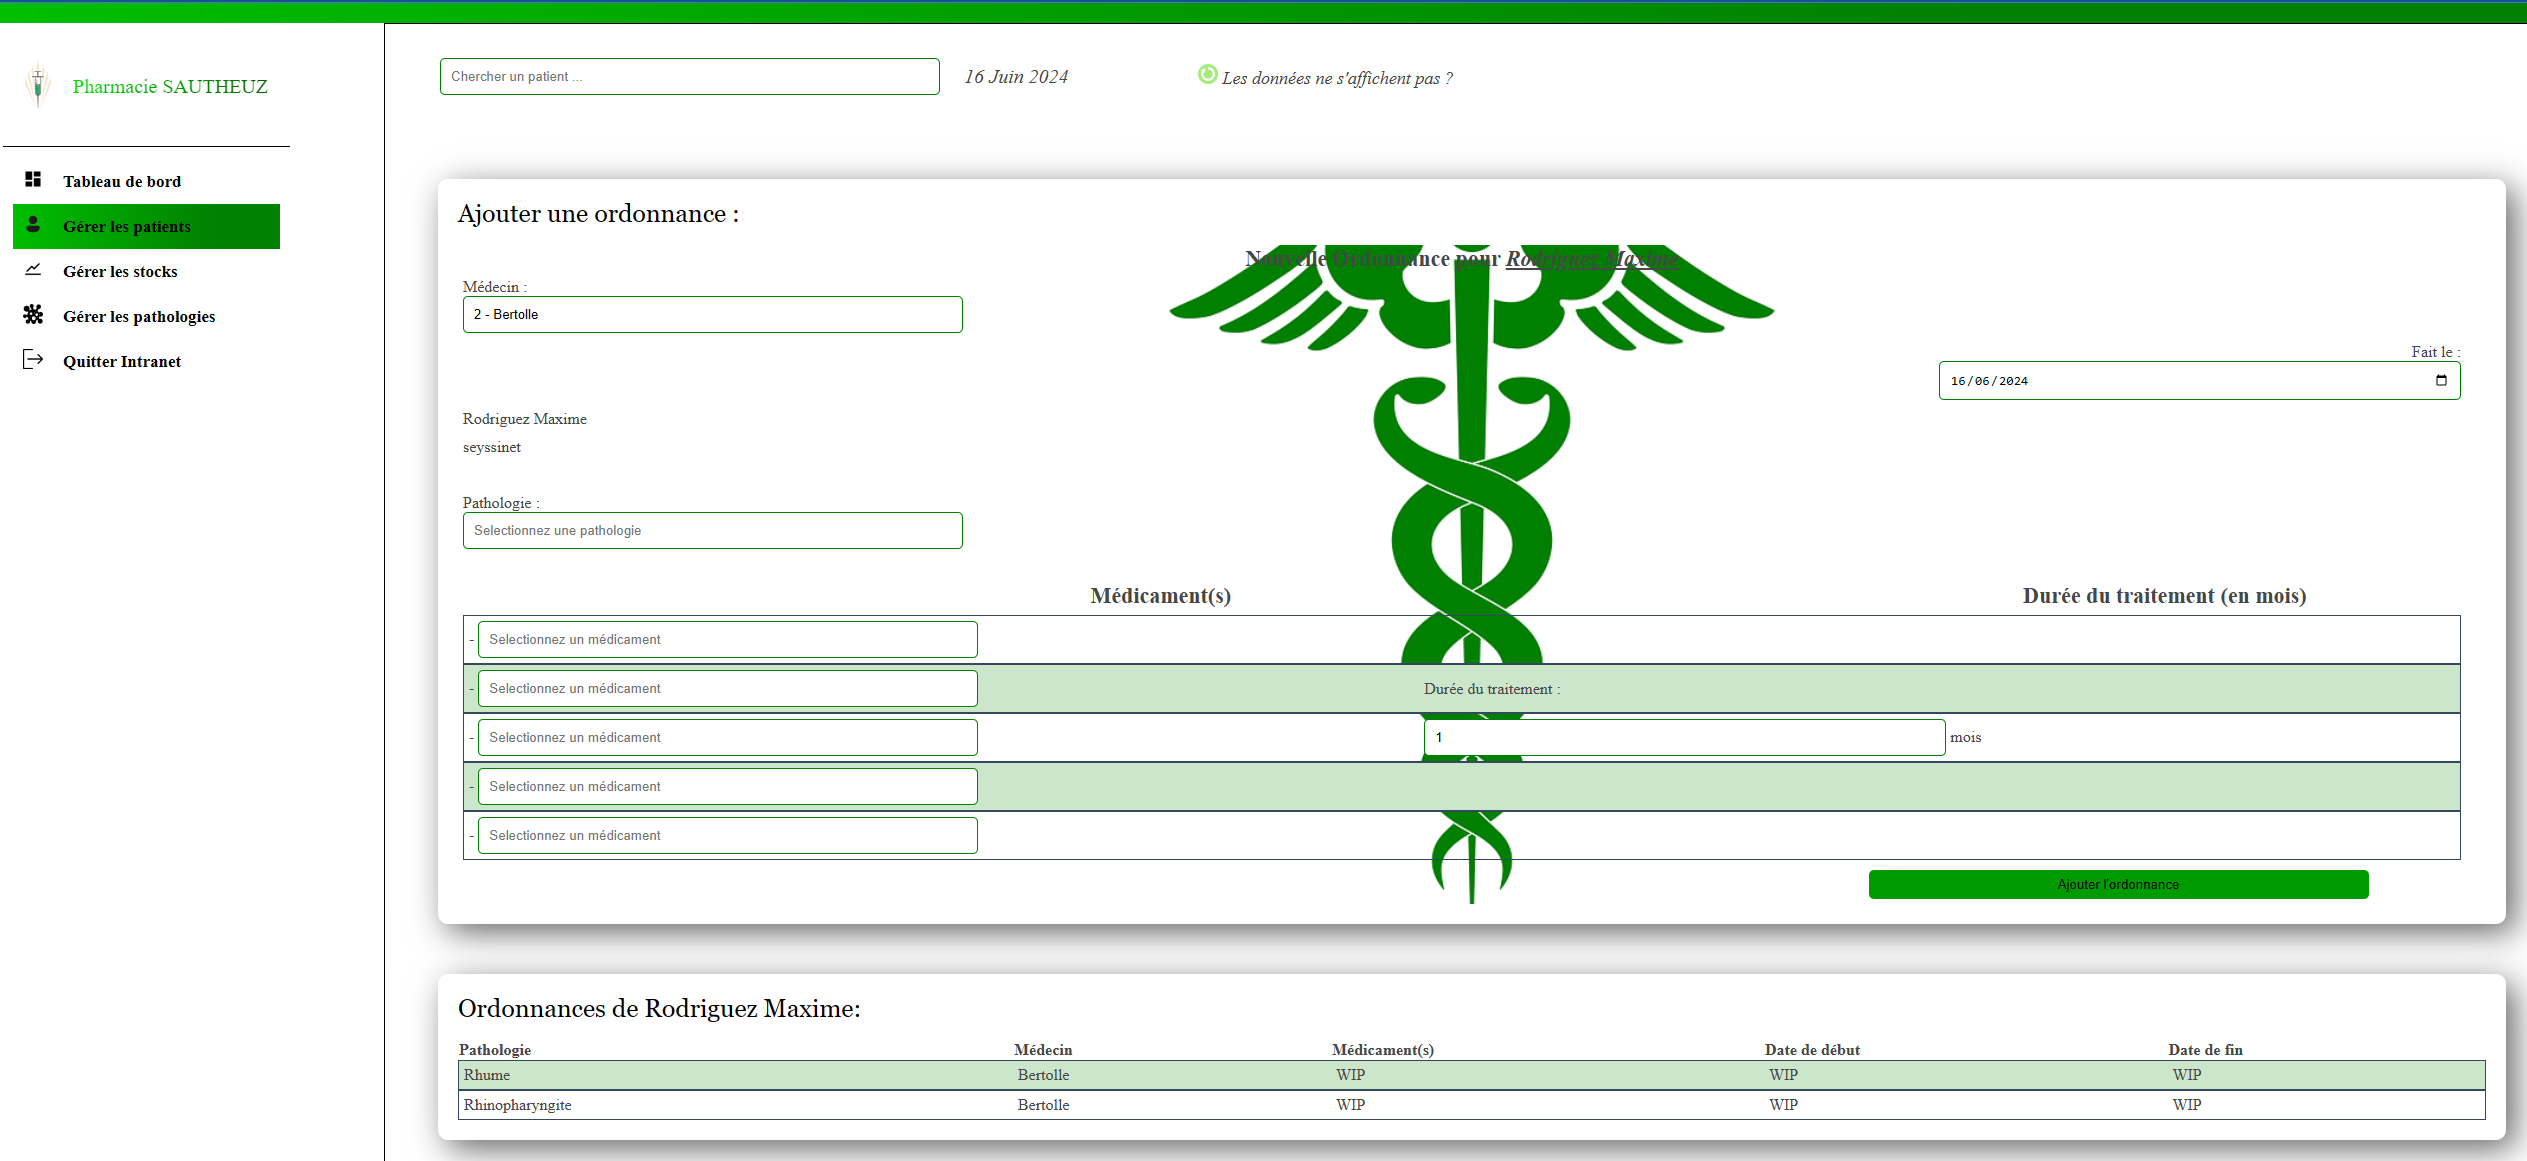 Pharmacie SAUTHEUZ
Tableau de bord
Gérer les patients
Gérer les stocks
Gérer les pathologies
Quitter Intranet
Chercher un patient ...
16 Juin 2024
Les données ne s'affichent pas ?
Ajouter une ordonnance :
Nouvelle Ordonnance pour Rodriguez Maxime
Médecin :
2 - Bertolle
Fait le :
16/06/2024
Rodriguez Maxime
seyssinet
Pathologie :
Selectionnez une pathologie
Médicament(s) Durée du traitement (en mois)
- Selectionnez un médicament
- Selectionnez un médicament Durée du traitement :
- Selectionnez un médicament 1 mois
- Selectionnez un médicament
- Selectionnez un médicament
Ajouter l'ordonnance
Ordonnances de Rodriguez Maxime:
Pathologie Médecin Médicament(s) Date de début Date de fin
Rhume Bertolle WIP WIP WIP
Rhinopharyngite Bertolle WIP WIP WIP